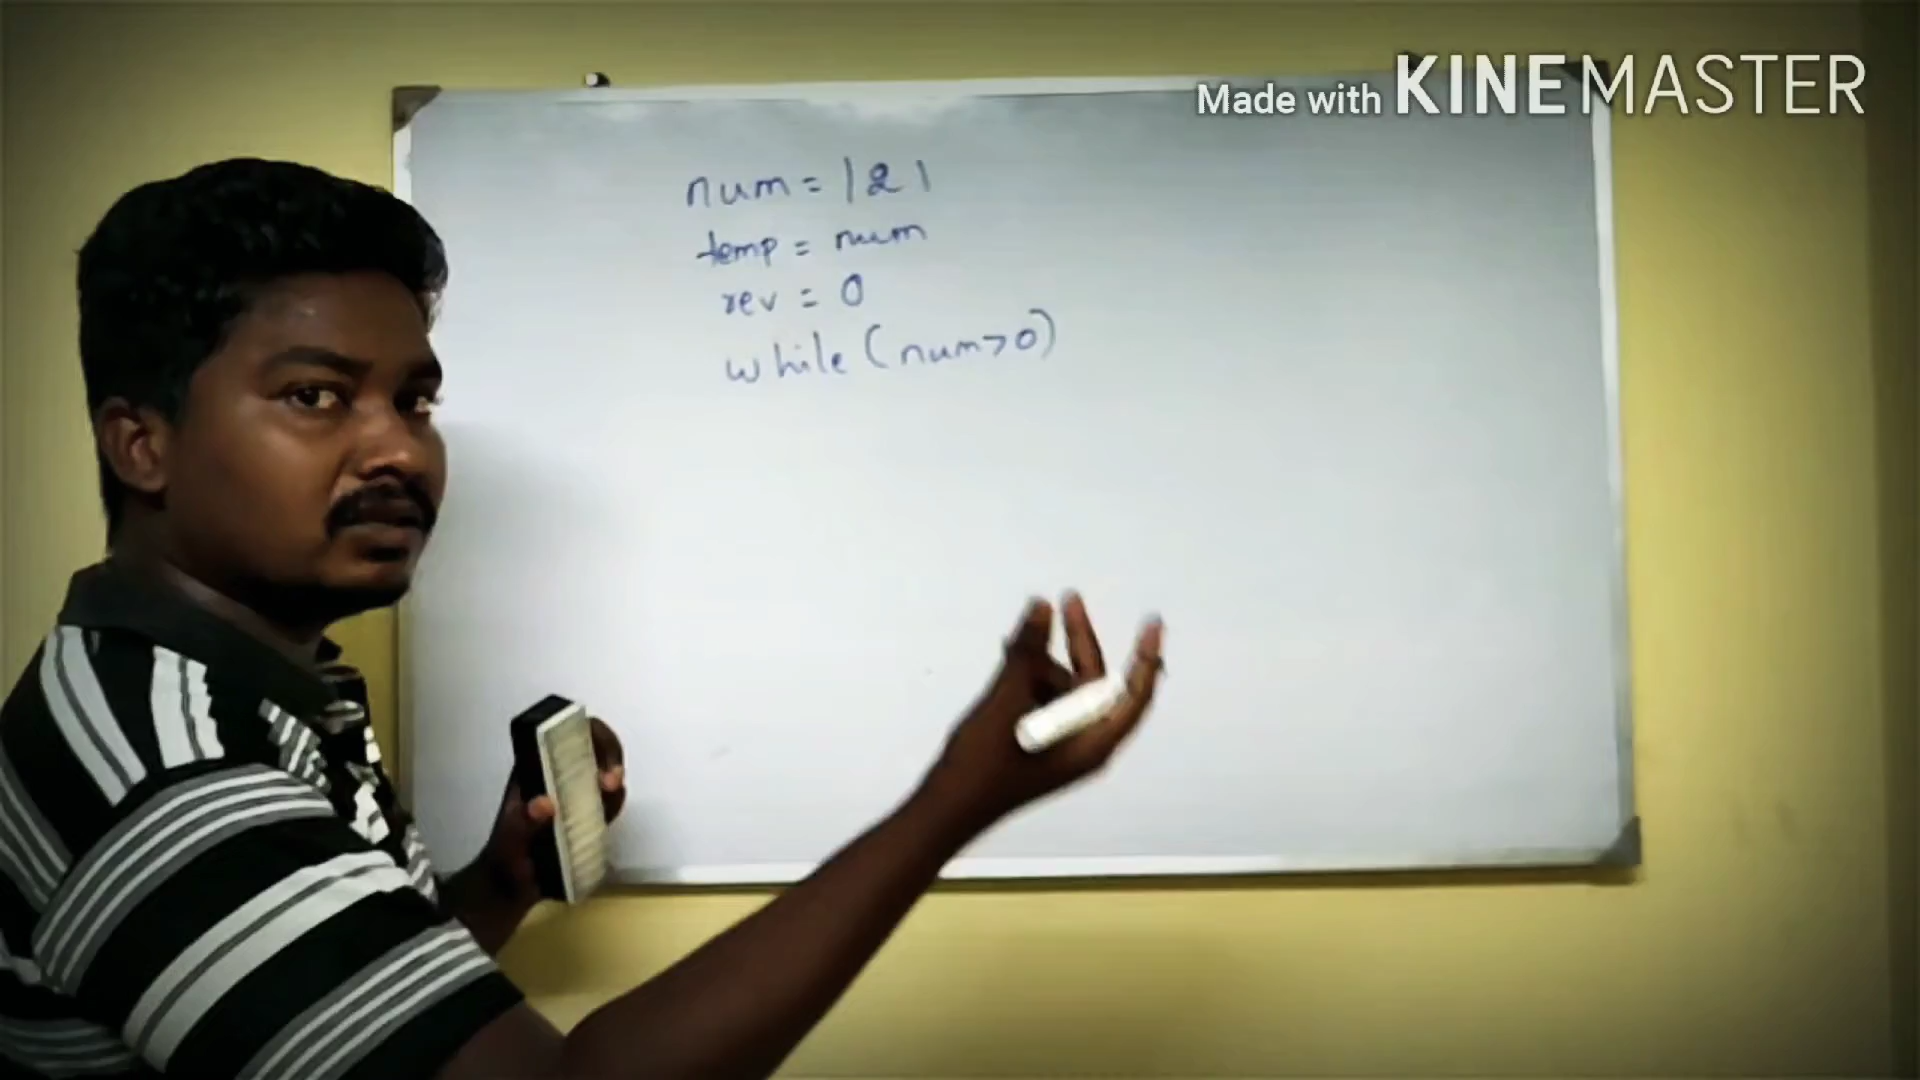 Made with KINEMASTER
num = 121
temp = num
rev = 0
while (num>0)